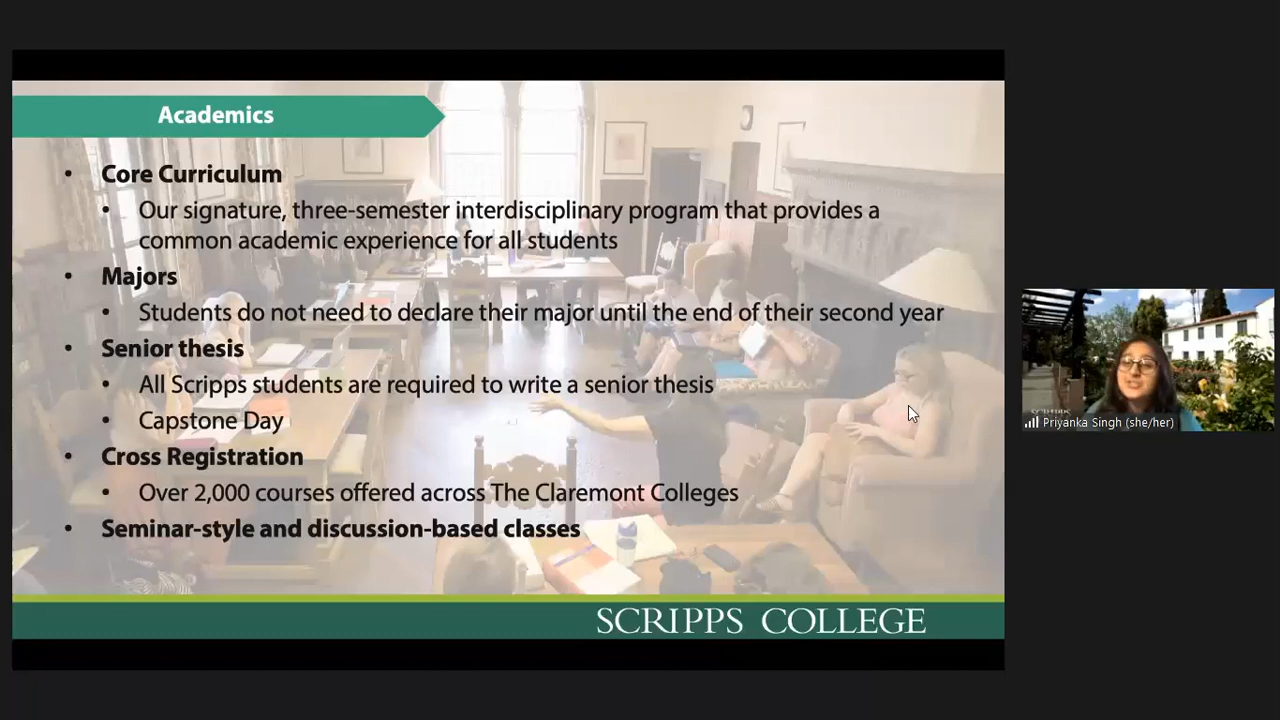 Academics
• Core Curriculum
• Our signature, three-semester interdisciplinary program that provides a
common academic experience for all students
• Majors
• Students do not need to declare their major until the end of their second year
• Senior thesis
• All Scripps students are required to write a senior thesis
• Capstone Day
• Cross Registration
• Over 2,000 courses offered across The Claremont Colleges
• Seminar-style and discussion-based classes
SCRIPPS COLLEGE
Priyanka Singh (she/her)